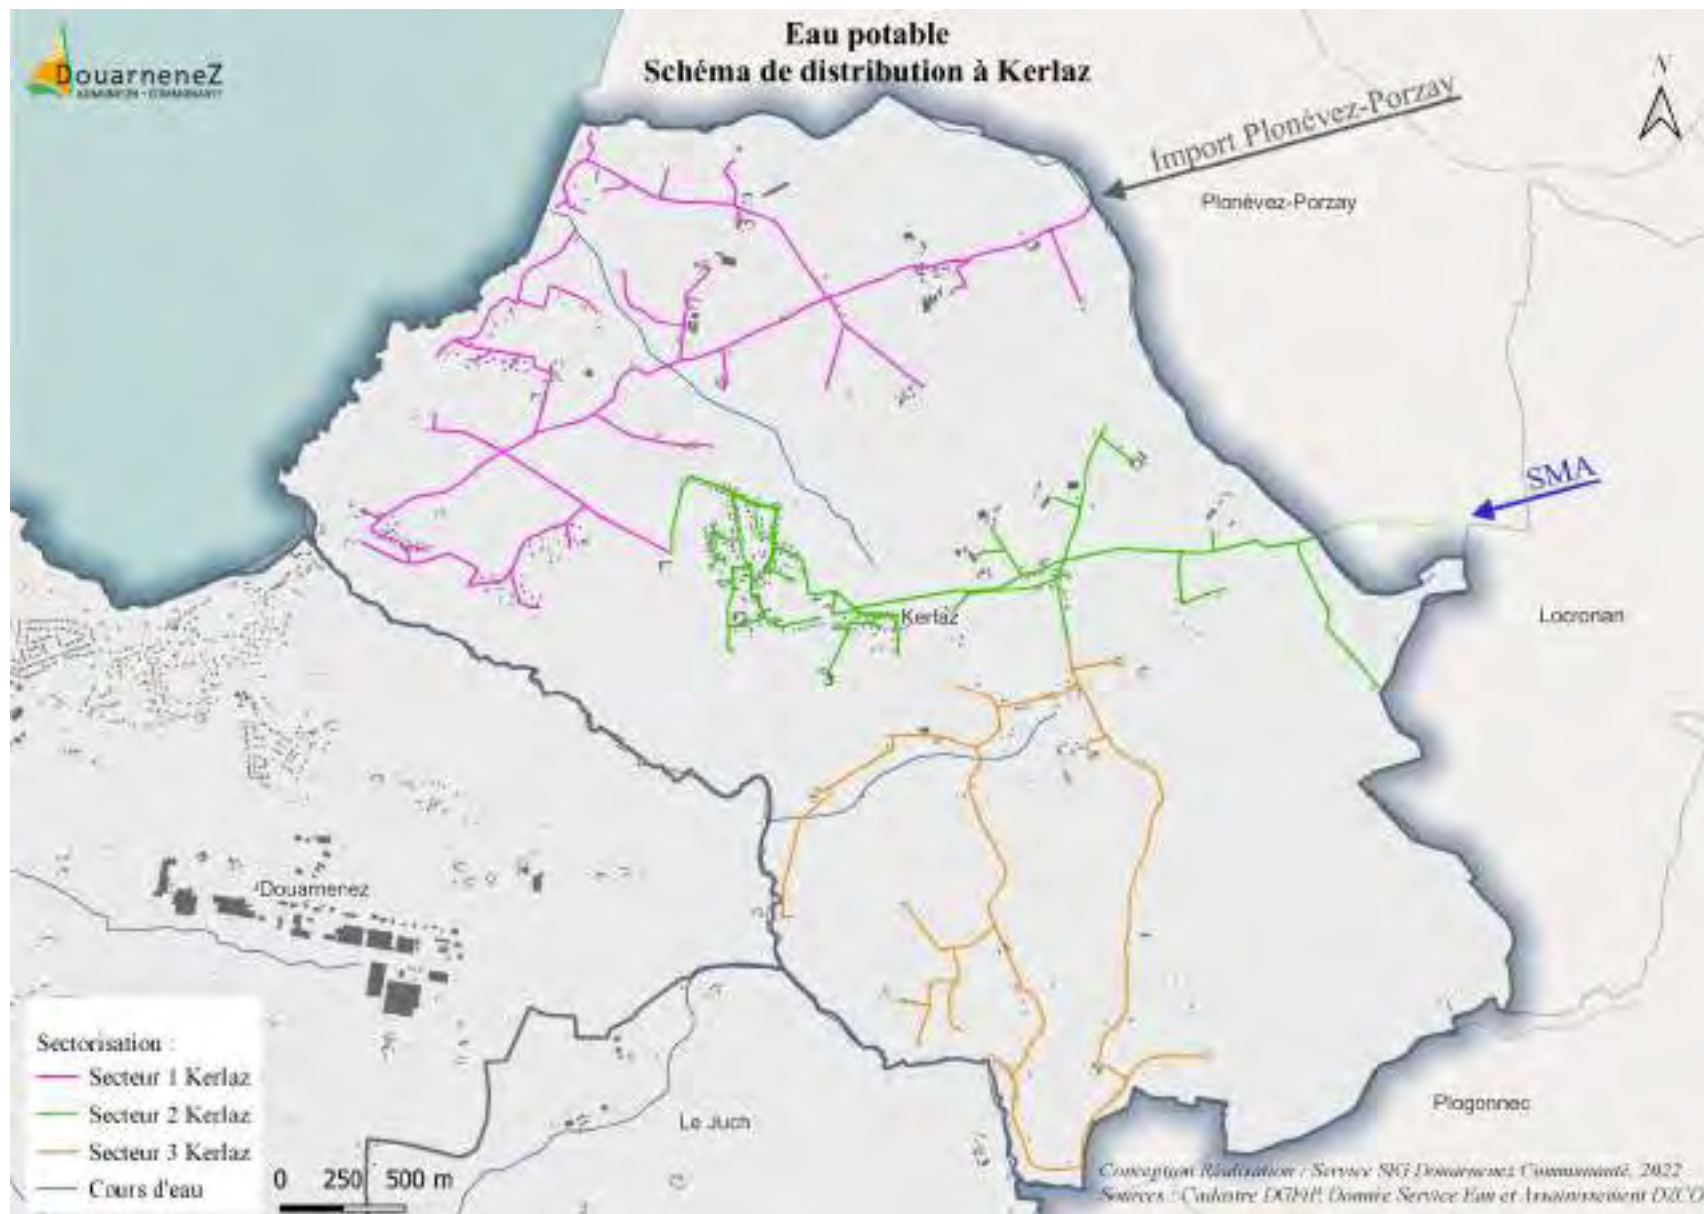 Eau potable
Schéma de distribution à Kerlaz
DouarneneZ
N
Import Plonévez-Porzay
Plonévez-Porzay
SMA
Locronan
Kerlaz
Douarnenez
Sectorisation :
Secteur 1 Kerlaz
Secteur 2 Kerlaz
Secteur 3 Kerlaz
Cours d'eau
0 250 500 m
Le Juch
Plogonnec
Conception Réalisation : Service SIG Douarnenez Communauté, 2022
Sources : Cadastre DGFIP, Donnée Service Eau et Assainissement DZCO